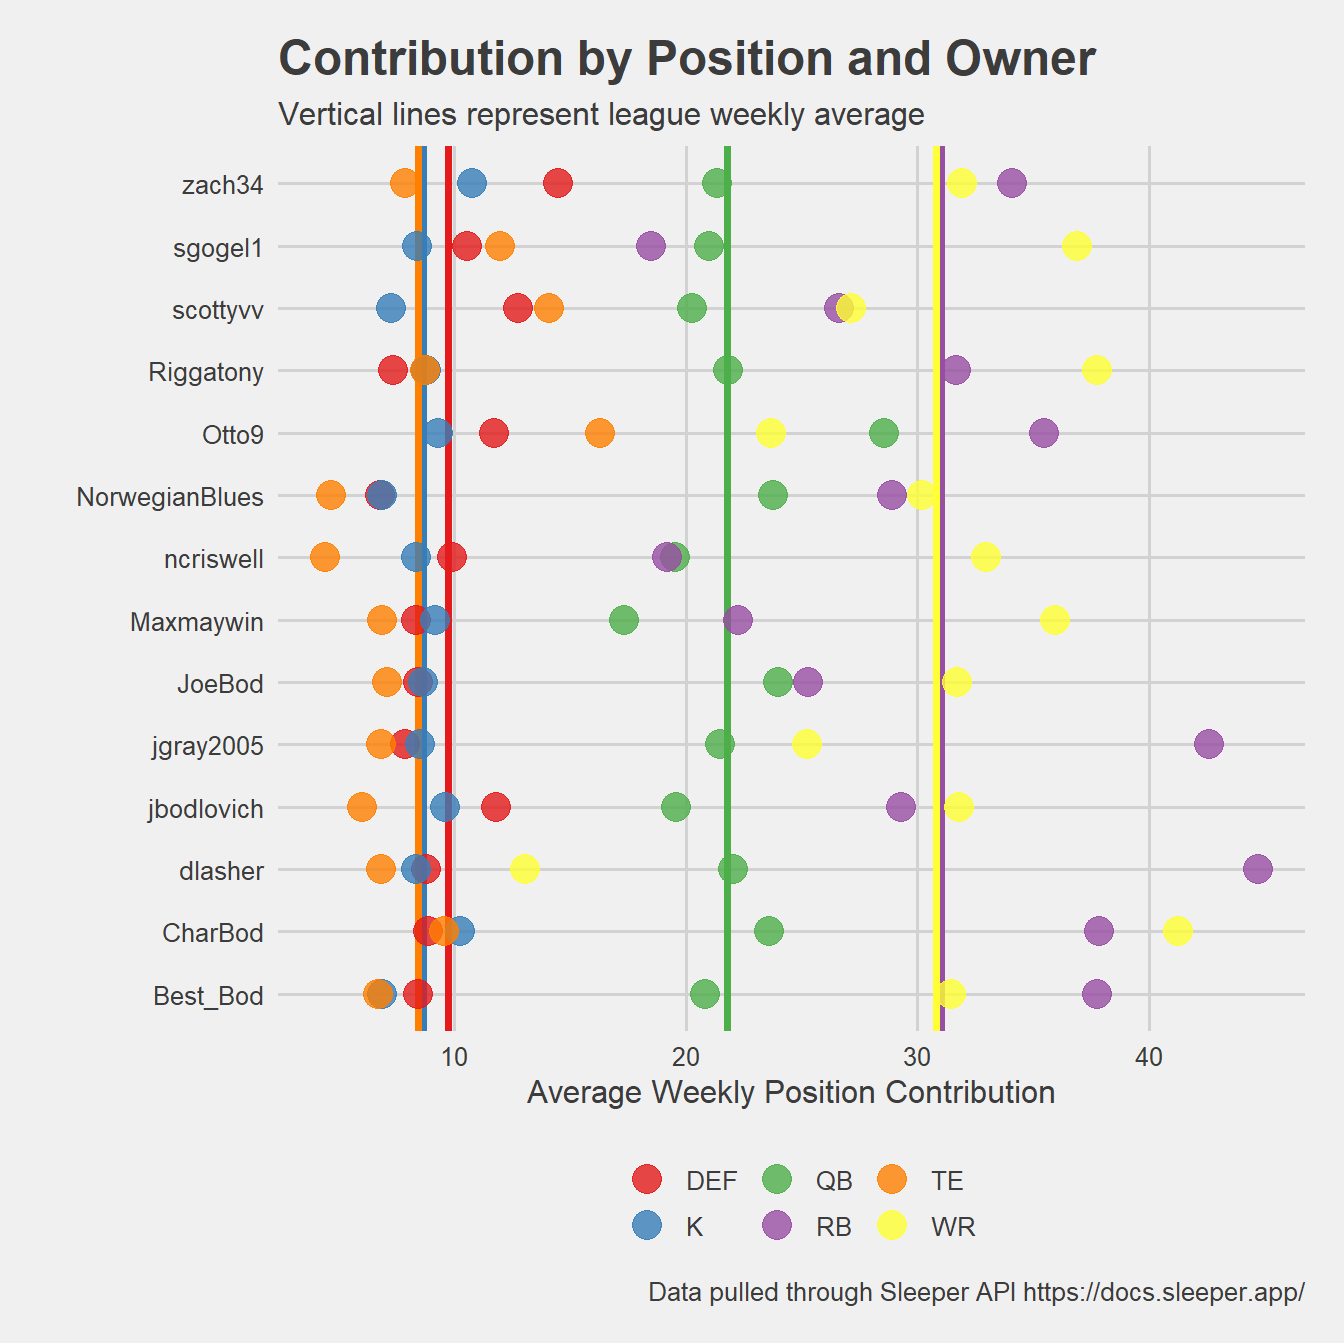 Contribution by Position and Owner
Vertical lines represent league weekly average
zach34
sgogel1
scottyvv
Riggatony
Otto9
NorwegianBlues
ncriswell
Maxmaywin
JoeBod
jgray2005
jbodlovich
dlasher
CharBod
Best_Bod
10 20 30 40
Average Weekly Position Contribution
DEF QB TE
K RB WR
Data pulled through Sleeper API https://docs.sleeper.app/